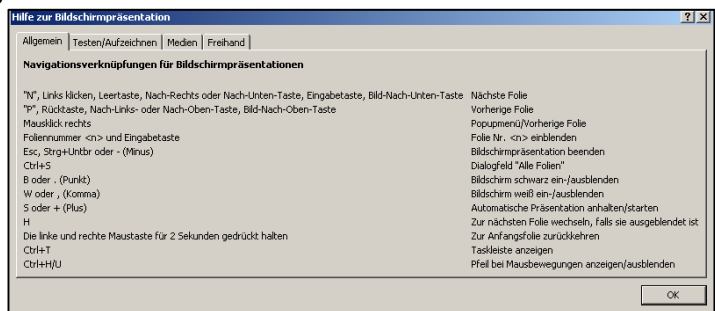 Hilfe zur Bildschirmpräsentation
Allgemein Testen/Aufzeichnen Medien Freihand
Navigationsverknüpfungen für Bildschirmpräsentationen
"N", Links klicken, Leertaste, Nach-Rechts oder Nach-Unten-Taste, Eingabetaste, Bild-Nach-Unten-Taste Nächste Folie
"P", Rücktaste, Nach-Links- oder Nach-Oben-Taste, Bild-Nach-Oben-Taste Vorherige Folie
Mausklick rechts Popupmenü/Vorherige Folie
Foliennummer <n> und Eingabetaste Folie Nr. <n> einblenden
Esc, Strg+Untbr oder - (Minus) Bildschirmpräsentation beenden
Ctrl+S Dialogfeld "Alle Folien"
B oder . (Punkt) Bildschirm schwarz ein-/ausblenden
W oder , (Komma) Bildschirm weiß ein-/ausblenden
S oder + (Plus) Automatische Präsentation anhalten/starten
H Zur nächsten Folie wechseln, falls sie ausgeblendet ist
Die linke und rechte Maustaste für 2 Sekunden gedrückt halten Zur Anfangsfolie zurückkehren
Ctrl+T Taskleiste anzeigen
Ctrl+H/U Pfeil bei Mausbewegungen anzeigen/ausblenden
OK